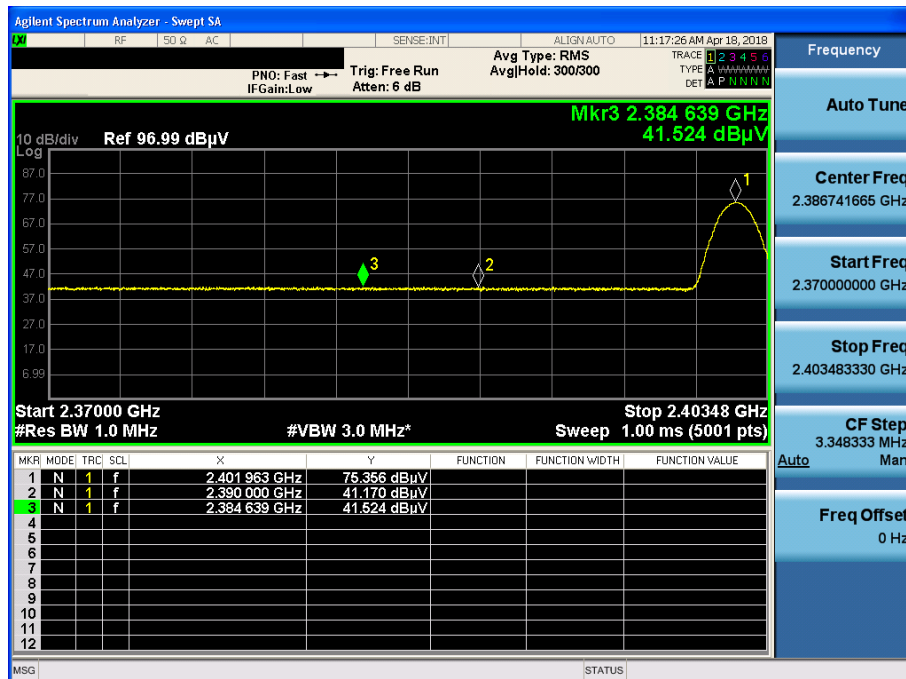 Agilent Spectrum Analyzer - Swept SA
LXI RF 50 Ω AC SENSE:INT ALIGN AUTO 11:17:26 AM Apr 18, 2018
PNO: Fast Trig: Free Run Avg Type: RMS TRACE 1 2 3 4 5 6
IFGain:Low Atten: 6 dB Avg|Hold: 300/300 TYPE A WWWWW
DET A P N N N N
Mkr3 2.384 639 GHz
41.524 dBµV
10 dB/div Ref 96.99 dBµV
Log
87.0
77.0
67.0
57.0
47.0
37.0
27.0
17.0
6.99
1
2
3
Start 2.37000 GHz Stop 2.40348 GHz
#Res BW 1.0 MHz #VBW 3.0 MHz* Sweep 1.00 ms (5001 pts)
MKR MODE TRC SCL X Y FUNCTION FUNCTION WIDTH FUNCTION VALUE
1 N 1 f 2.401 963 GHz 75.356 dBµV
2 N 1 f 2.390 000 GHz 41.170 dBµV
3 N 1 f 2.384 639 GHz 41.524 dBµV
4
5
6
7
8
9
10
11
12
MSG STATUS
Frequency
Auto Tune
Center Freq
2.386741665 GHz
Start Freq
2.370000000 GHz
Stop Freq
2.403483330 GHz
CF Step
3.348333 MHz
Auto Man
Freq Offset
0 Hz